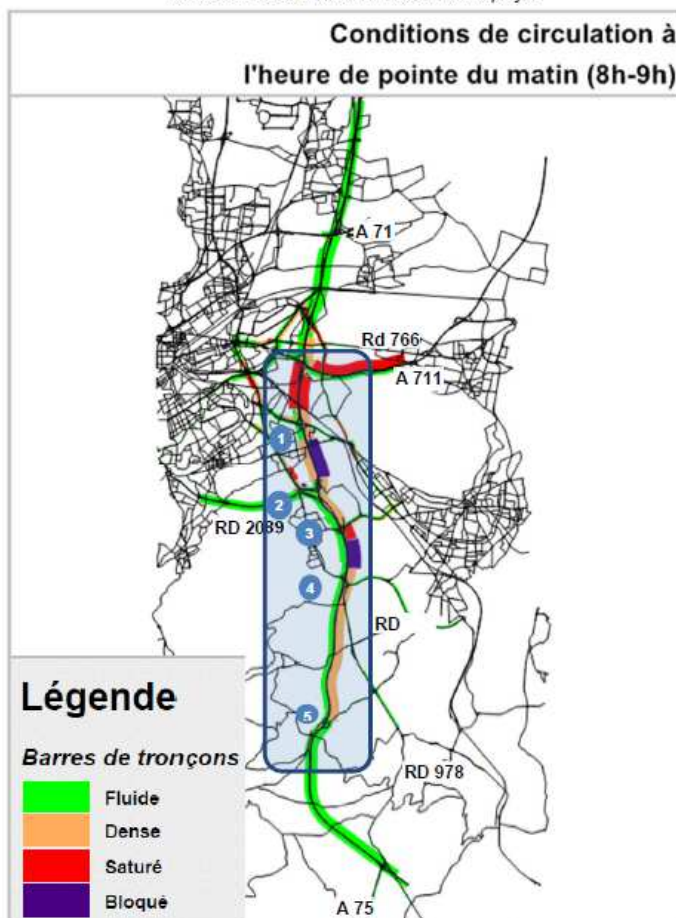 Conditions de circulation à
l'heure de pointe du matin (8h-9h)
A 71
Rd 766
A 711
1
2
RD 2089
3
4
RD
5
RD 978
A 75
Légende
Barres de tronçons
Fluide
Dense
Saturé
Bloqué